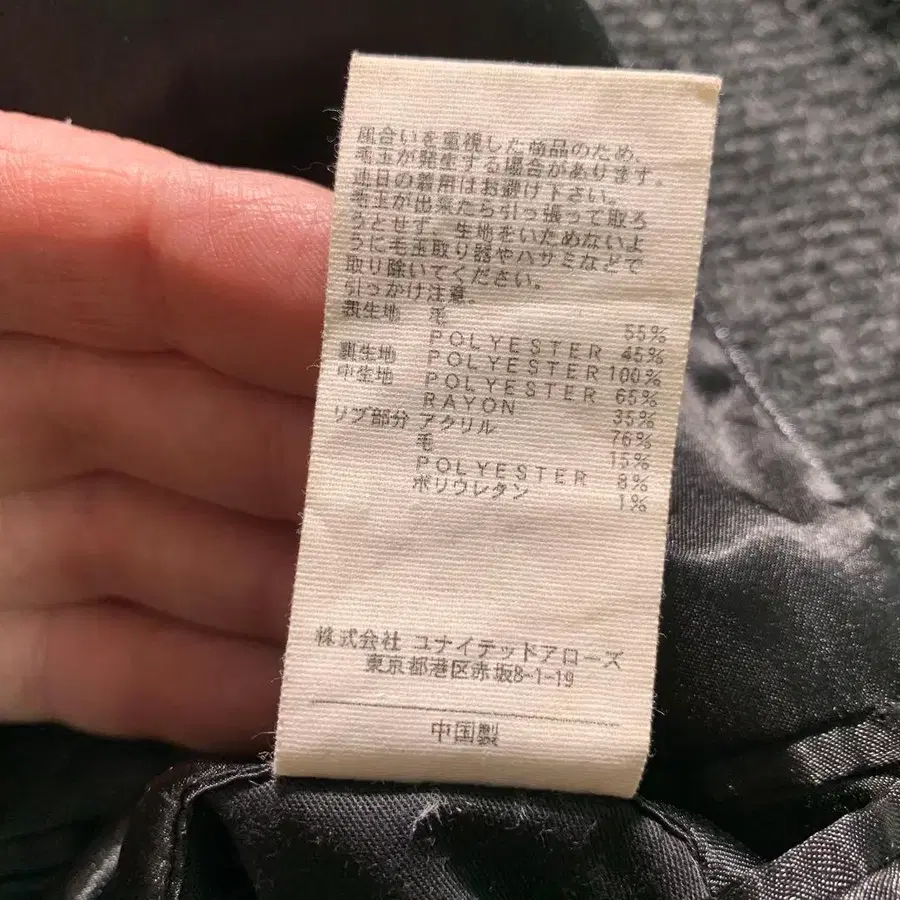 風合いを重視した商品のため、
毛玉が発生する場合があります。
連日の着用はお避け下さい。
毛玉が出来たら引っ張って取ろ
うとせず、生地をいためないよ
うに毛玉取り器やハサミなどで
取り除いてください。
引っかけ注意。
表生地 毛 55%
POLYESTER 45%
裏生地 POLYESTER 100%
中生地 POLYESTER 65%
RAYON 35%
リブ部分 アクリル 76%
毛 15%
POLYESTER 8%
ポリウレタン 1%
株式会社 ユナイテッドアローズ
東京都港区赤坂8-1-19
中国製